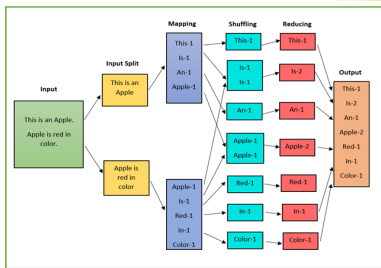 Mapping
Shuffling
Reducing
Input Split
Input
Output
This is an Apple.
Apple is red in
color.
This is an
Apple
Apple is
red in
color
This-1
Is-1
An-1
Apple-1
Apple-1
Is-1
Red-1
In-1
Color-1
This-1
Is-1
Is-1
An-1
Apple-1
Apple-1
Red-1
In-1
Color-1
This-1
Is-2
An-1
Apple-2
Red-1
In-1
Color-1
This-1
Is-2
An-1
Apple-2
Red-1
In-1
Color-1